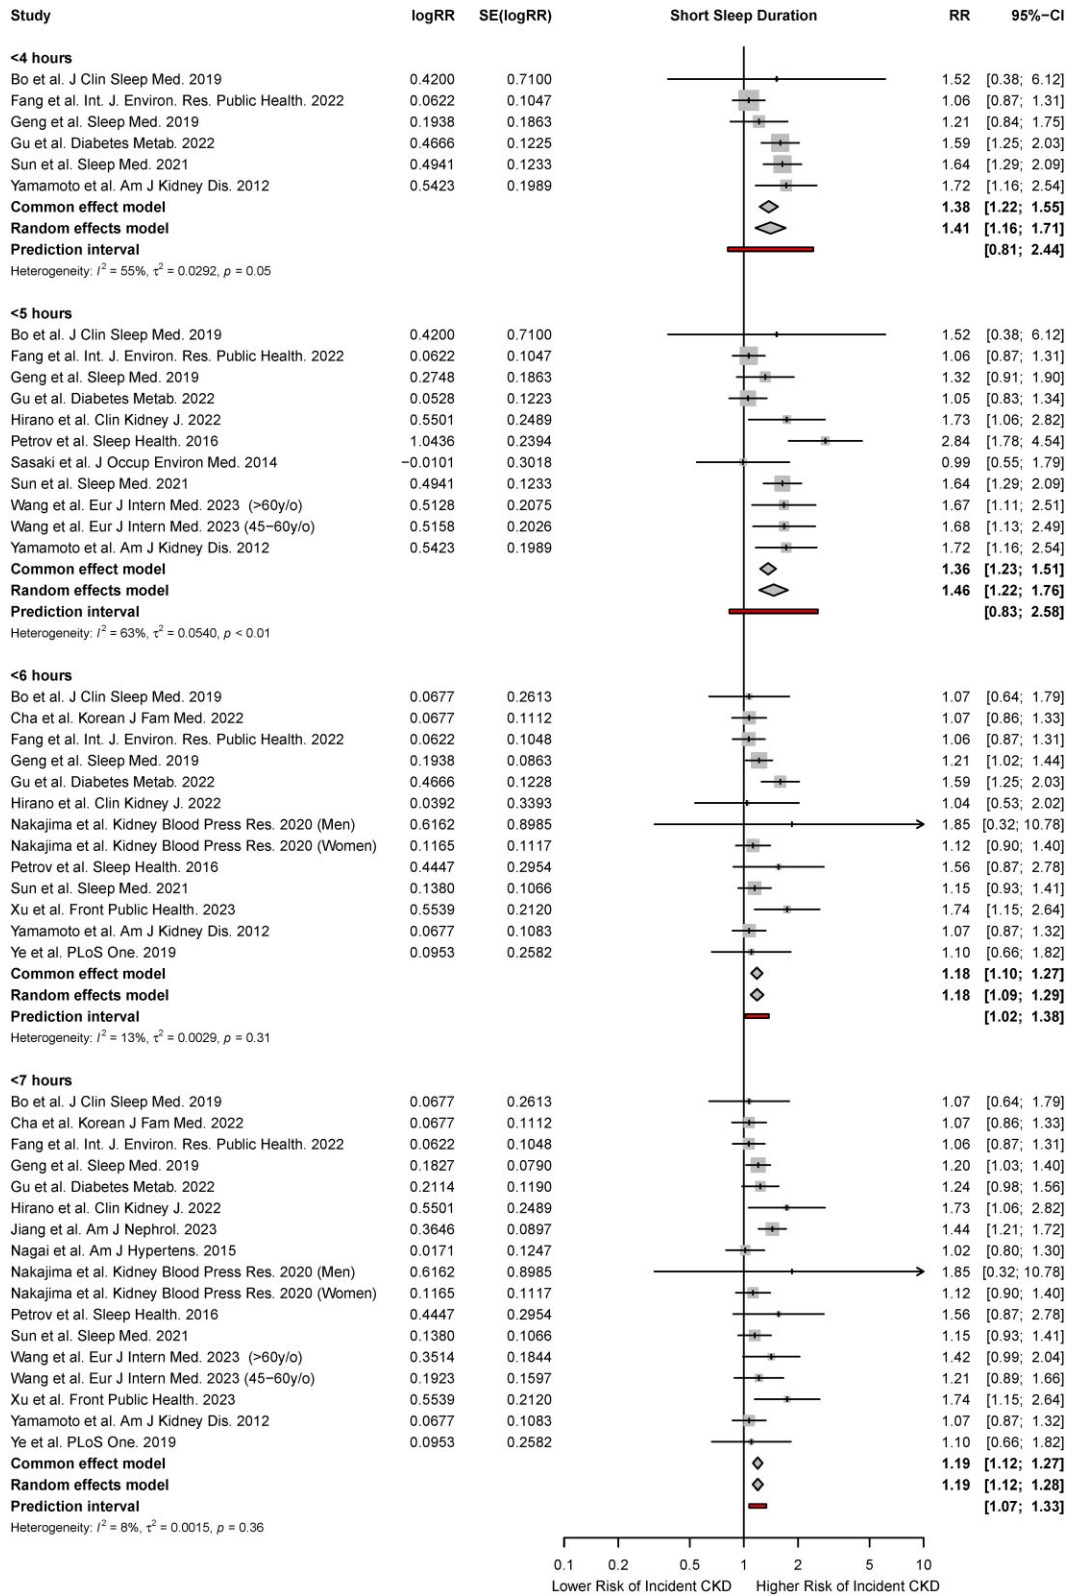 Study logRR SE(logRR) Short Sleep Duration RR 95%−CI
<4 hours
Bo et al. J Clin Sleep Med. 2019 0.4200 0.7100 1.52 [0.38; 6.12]
Fang et al. Int. J. Environ. Res. Public Health. 2022 0.0622 0.1047 1.06 [0.87; 1.31]
Geng et al. Sleep Med. 2019 0.1938 0.1863 1.21 [0.84; 1.75]
Gu et al. Diabetes Metab. 2022 0.4666 0.1225 1.59 [1.25; 2.03]
Sun et al. Sleep Med. 2021 0.4941 0.1233 1.64 [1.29; 2.09]
Yamamoto et al. Am J Kidney Dis. 2012 0.5423 0.1989 1.72 [1.16; 2.54]
Common effect model 1.38 [1.22; 1.55]
Random effects model 1.41 [1.16; 1.71]
Prediction interval [0.81; 2.44]
Heterogeneity: I² = 55%, τ² = 0.0292, p = 0.05
<5 hours
Bo et al. J Clin Sleep Med. 2019 0.4200 0.7100 1.52 [0.38; 6.12]
Fang et al. Int. J. Environ. Res. Public Health. 2022 0.0622 0.1047 1.06 [0.87; 1.31]
Geng et al. Sleep Med. 2019 0.2748 0.1863 1.32 [0.91; 1.90]
Gu et al. Diabetes Metab. 2022 0.0528 0.1223 1.05 [0.83; 1.34]
Hirano et al. Clin Kidney J. 2022 0.5501 0.2489 1.73 [1.06; 2.82]
Petrov et al. Sleep Health. 2016 1.0436 0.2394 2.84 [1.78; 4.54]
Sasaki et al. J Occup Environ Med. 2014 −0.0101 0.3018 0.99 [0.55; 1.79]
Sun et al. Sleep Med. 2021 0.4941 0.1233 1.64 [1.29; 2.09]
Wang et al. Eur J Intern Med. 2023 (>60y/o) 0.5128 0.2075 1.67 [1.11; 2.51]
Wang et al. Eur J Intern Med. 2023 (45−60y/o) 0.5158 0.2026 1.68 [1.13; 2.49]
Yamamoto et al. Am J Kidney Dis. 2012 0.5423 0.1989 1.72 [1.16; 2.54]
Common effect model 1.36 [1.23; 1.51]
Random effects model 1.46 [1.22; 1.76]
Prediction interval [0.83; 2.58]
Heterogeneity: I² = 63%, τ² = 0.0540, p < 0.01
<6 hours
Bo et al. J Clin Sleep Med. 2019 0.0677 0.2613 1.07 [0.64; 1.79]
Cha et al. Korean J Fam Med. 2022 0.0677 0.1112 1.07 [0.86; 1.33]
Fang et al. Int. J. Environ. Res. Public Health. 2022 0.0622 0.1048 1.06 [0.87; 1.31]
Geng et al. Sleep Med. 2019 0.1938 0.0863 1.21 [1.02; 1.44]
Gu et al. Diabetes Metab. 2022 0.4666 0.1228 1.59 [1.25; 2.03]
Hirano et al. Clin Kidney J. 2022 0.0392 0.3393 1.04 [0.53; 2.02]
Nakajima et al. Kidney Blood Press Res. 2020 (Men) 0.6162 0.8985 1.85 [0.32; 10.78]
Nakajima et al. Kidney Blood Press Res. 2020 (Women) 0.1165 0.1117 1.12 [0.90; 1.40]
Petrov et al. Sleep Health. 2016 0.4447 0.2954 1.56 [0.87; 2.78]
Sun et al. Sleep Med. 2021 0.1380 0.1066 1.15 [0.93; 1.41]
Xu et al. Front Public Health. 2023 0.5539 0.2120 1.74 [1.15; 2.64]
Yamamoto et al. Am J Kidney Dis. 2012 0.0677 0.1083 1.07 [0.87; 1.32]
Ye et al. PLoS One. 2019 0.0953 0.2582 1.10 [0.66; 1.82]
Common effect model 1.18 [1.10; 1.27]
Random effects model 1.18 [1.09; 1.29]
Prediction interval [1.02; 1.38]
Heterogeneity: I² = 13%, τ² = 0.0029, p = 0.31
<7 hours
Bo et al. J Clin Sleep Med. 2019 0.0677 0.2613 1.07 [0.64; 1.79]
Cha et al. Korean J Fam Med. 2022 0.0677 0.1112 1.07 [0.86; 1.33]
Fang et al. Int. J. Environ. Res. Public Health. 2022 0.0622 0.1048 1.06 [0.87; 1.31]
Geng et al. Sleep Med. 2019 0.1827 0.0790 1.20 [1.03; 1.40]
Gu et al. Diabetes Metab. 2022 0.2114 0.1190 1.24 [0.98; 1.56]
Hirano et al. Clin Kidney J. 2022 0.5501 0.2489 1.73 [1.06; 2.82]
Jiang et al. Am J Nephrol. 2023 0.3646 0.0897 1.44 [1.21; 1.72]
Nagai et al. Am J Hypertens. 2015 0.0171 0.1247 1.02 [0.80; 1.30]
Nakajima et al. Kidney Blood Press Res. 2020 (Men) 0.6162 0.8985 1.85 [0.32; 10.78]
Nakajima et al. Kidney Blood Press Res. 2020 (Women) 0.1165 0.1117 1.12 [0.90; 1.40]
Petrov et al. Sleep Health. 2016 0.4447 0.2954 1.56 [0.87; 2.78]
Sun et al. Sleep Med. 2021 0.1380 0.1066 1.15 [0.93; 1.41]
Wang et al. Eur J Intern Med. 2023 (>60y/o) 0.3514 0.1844 1.42 [0.99; 2.04]
Wang et al. Eur J Intern Med. 2023 (45−60y/o) 0.1923 0.1597 1.21 [0.89; 1.66]
Xu et al. Front Public Health. 2023 0.5539 0.2120 1.74 [1.15; 2.64]
Yamamoto et al. Am J Kidney Dis. 2012 0.0677 0.1083 1.07 [0.87; 1.32]
Ye et al. PLoS One. 2019 0.0953 0.2582 1.10 [0.66; 1.82]
Common effect model 1.19 [1.12; 1.27]
Random effects model 1.19 [1.12; 1.28]
Prediction interval [1.07; 1.33]
Heterogeneity: I² = 8%, τ² = 0.0015, p = 0.36
0.1 0.2 0.5 1 2 5 10
Lower Risk of Incident CKD Higher Risk of Incident CKD